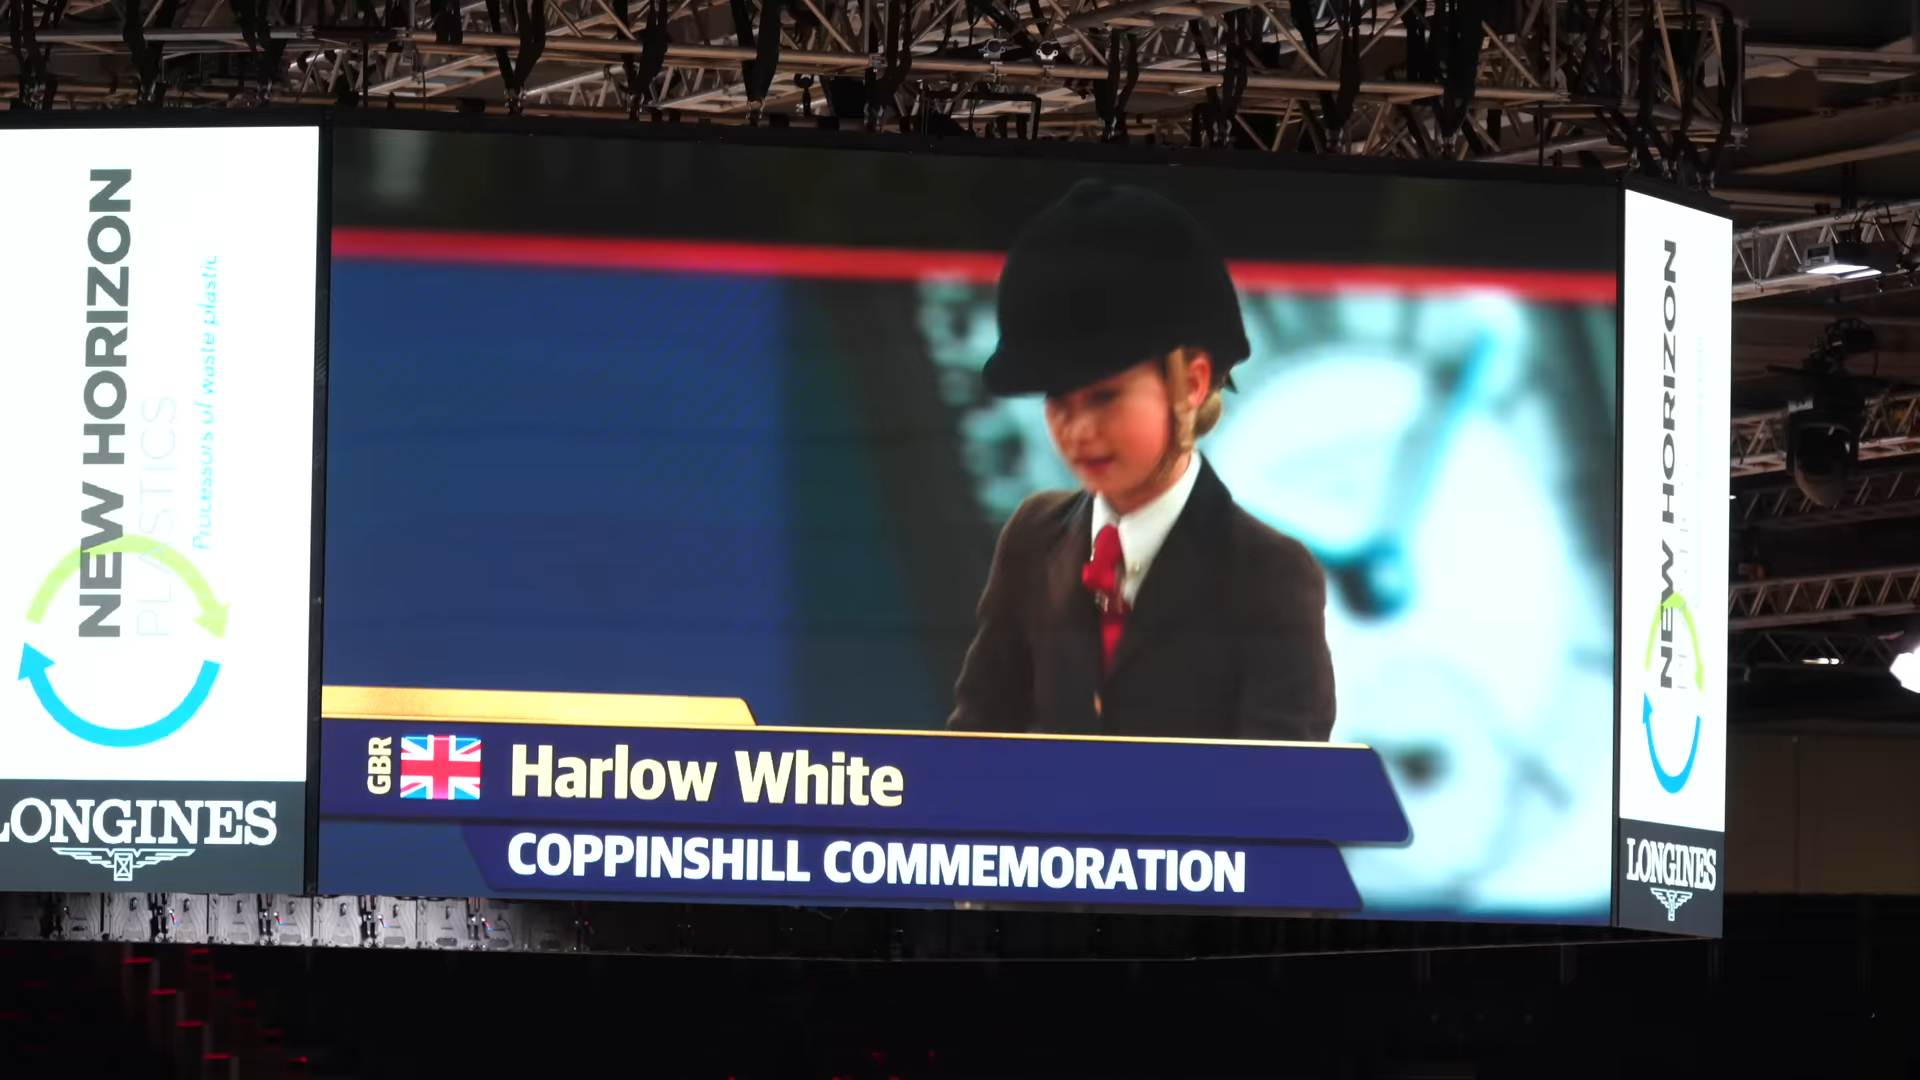 NEW HORIZON
PLASTICS
Processors of waste plastic
LONGINES
GBR
Harlow White
COPPINSHILL COMMEMORATION
NEW HORIZON
LONGINES